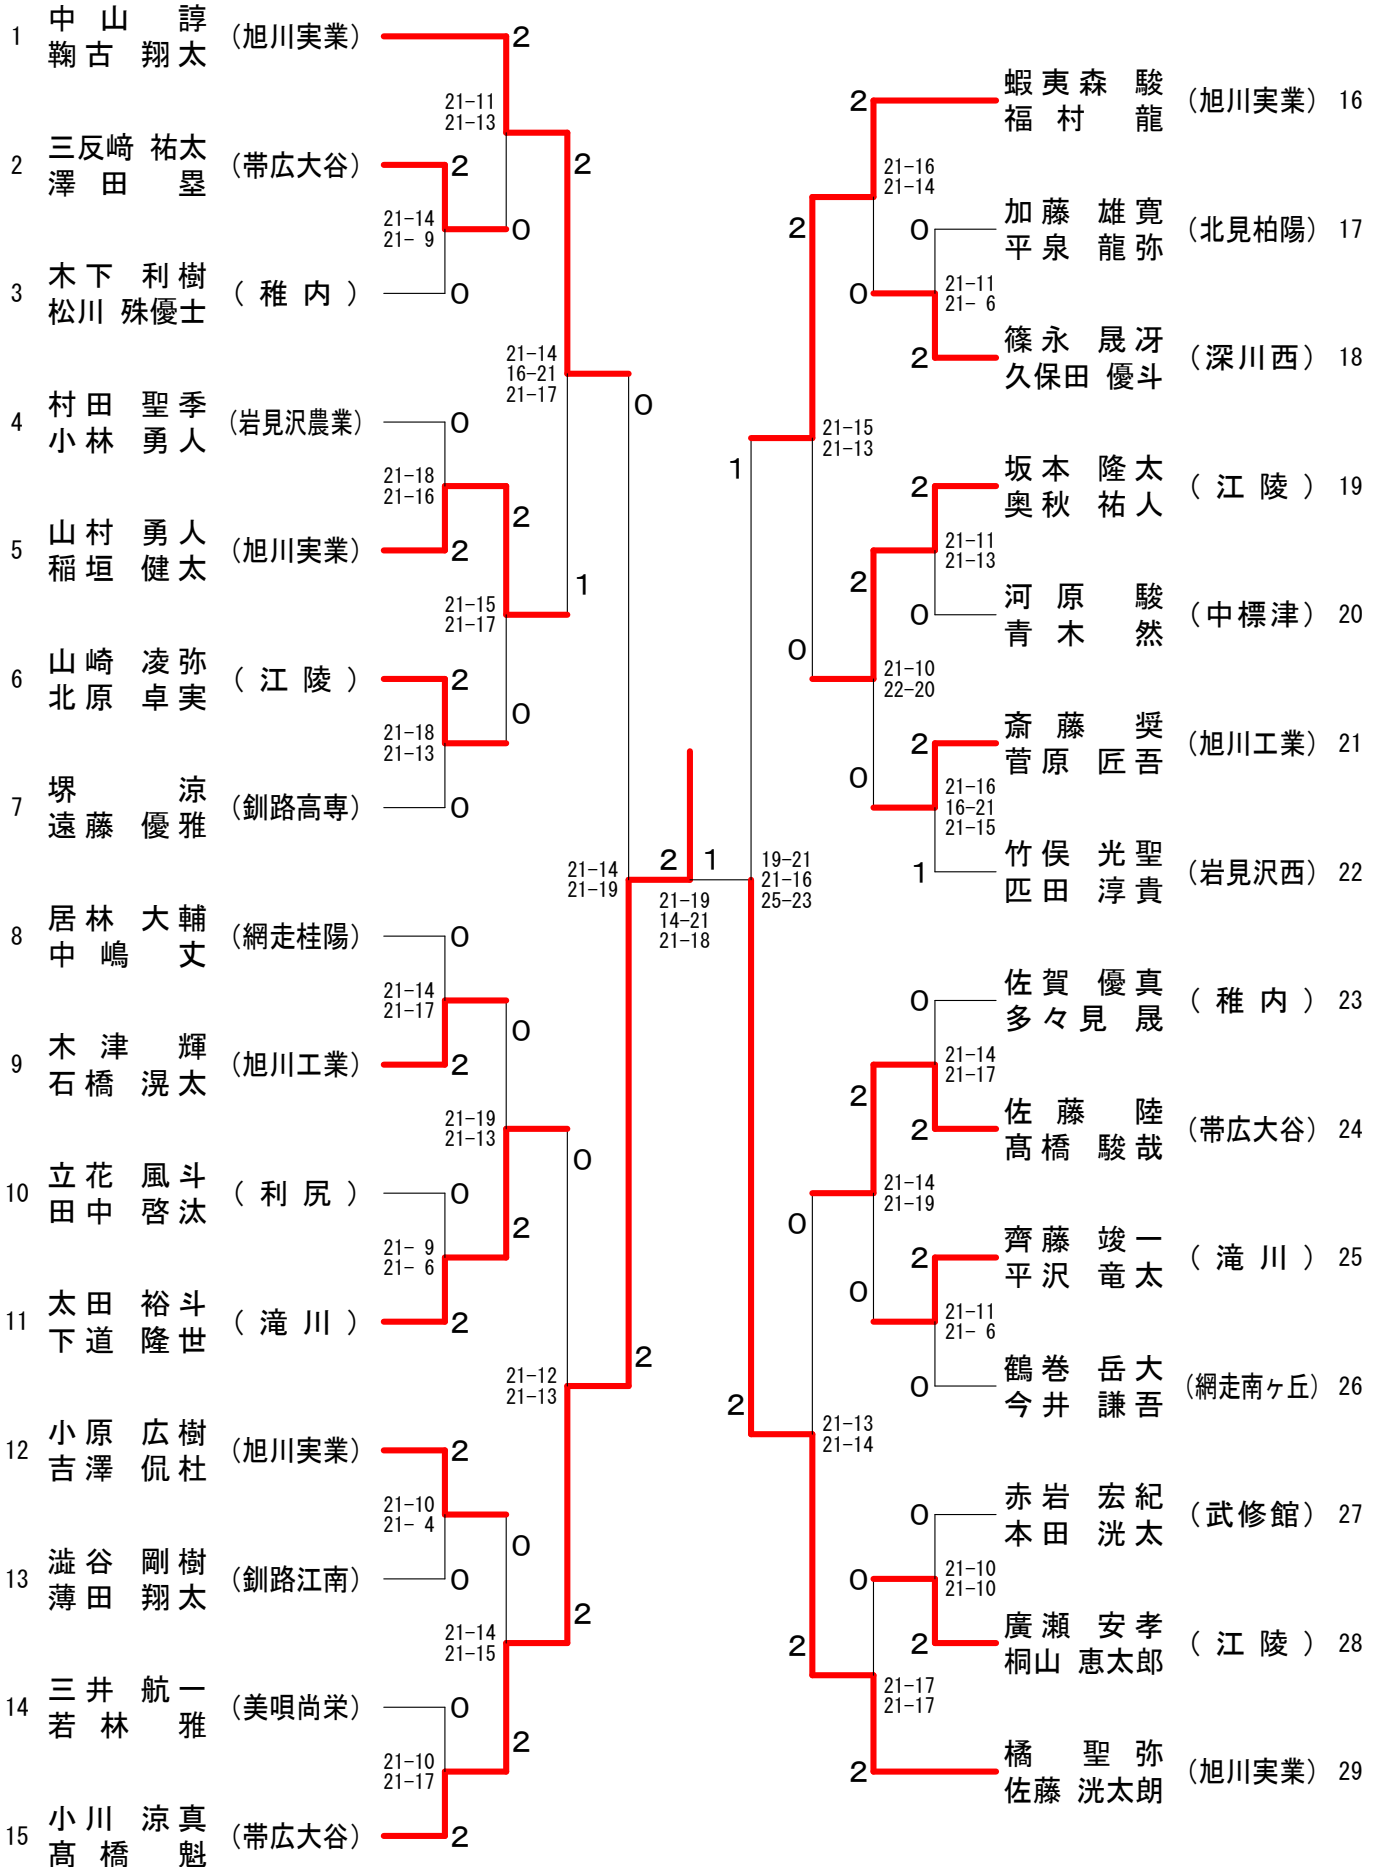 1 中山 諄 (旭川実業) 2
鞠古 翔太
21-11
21-13
2
2 三反﨑 祐太 (帯広大谷) 2
澤田 塁
21-14
21- 9
0
3 木下 利樹 (稚内) 0
松川 殊優士
21-14
16-21
21-17
0
4 村田 聖季 (岩見沢農業) 0
小林 勇人
21-18
21-16
2
5 山村 勇人 (旭川実業) 2
稲垣 健太
1
21-15
21-17
6 山崎 凌弥 (江陵) 2
北原 卓実
0
21-18
21-13
7 堺 涼 (釧路高専) 0
遠藤 優雅
21-14
21-19
2 1
21-19
14-21
21-18
8 居林 大輔 (網走桂陽) 0
中嶋 丈
21-14
21-17
0
9 木津 輝 (旭川工業) 2
石橋 滉太
21-19
21-13
0
10 立花 風斗 (利尻) 0
田中 啓汰
2
21- 9
21- 6
11 太田 裕斗 (滝川) 2
下道 隆世
2
21-12
21-13
12 小原 広樹 (旭川実業) 2
吉澤 侃杜
21-10
21- 4
0
13 澁谷 剛樹 (釧路江南) 0
薄田 翔太
2
21-14
21-15
14 三井 航一 (美唄尚栄) 0
若林 雅
2
21-10
21-17
15 小川 涼真 (帯広大谷) 2
髙橋 魁
2 蝦夷森 駿 (旭川実業) 16
福村 龍
21-16
21-14
2
0 加藤 雄寛 (北見柏陽) 17
平泉 龍弥
0
21-11
21- 6
2 篠永 晟冴 (深川西) 18
久保田 優斗
21-15
21-13
1
2 坂本 隆太 (江陵) 19
奥秋 祐人
21-11
21-13
2
0 河原 駿 (中標津) 20
青木 然
0
21-10
22-20
2 斎藤 奨 (旭川工業) 21
菅原 匠吾
0
21-16
16-21
21-15
1 竹俣 光聖 (岩見沢西) 22
匹田 淳貴
19-21
21-16
25-23
0 佐賀 優真 (稚内) 23
多々見 晟
21-14
21-17
2
2 佐藤 陸 (帯広大谷) 24
髙橋 駿哉
21-14
21-19
0
2 齊藤 竣一 (滝川) 25
平沢 竜太
0
21-11
21- 6
0 鶴巻 岳大 (網走南ヶ丘) 26
今井 謙吾
2
21-13
21-14
0 赤岩 宏紀 (武修館) 27
本田 洸太
0
21-10
21-10
2 廣瀬 安孝 (江陵) 28
桐山 恵太郎
2
21-17
21-17
2 橘 聖弥 (旭川実業) 29
佐藤 洸太朗